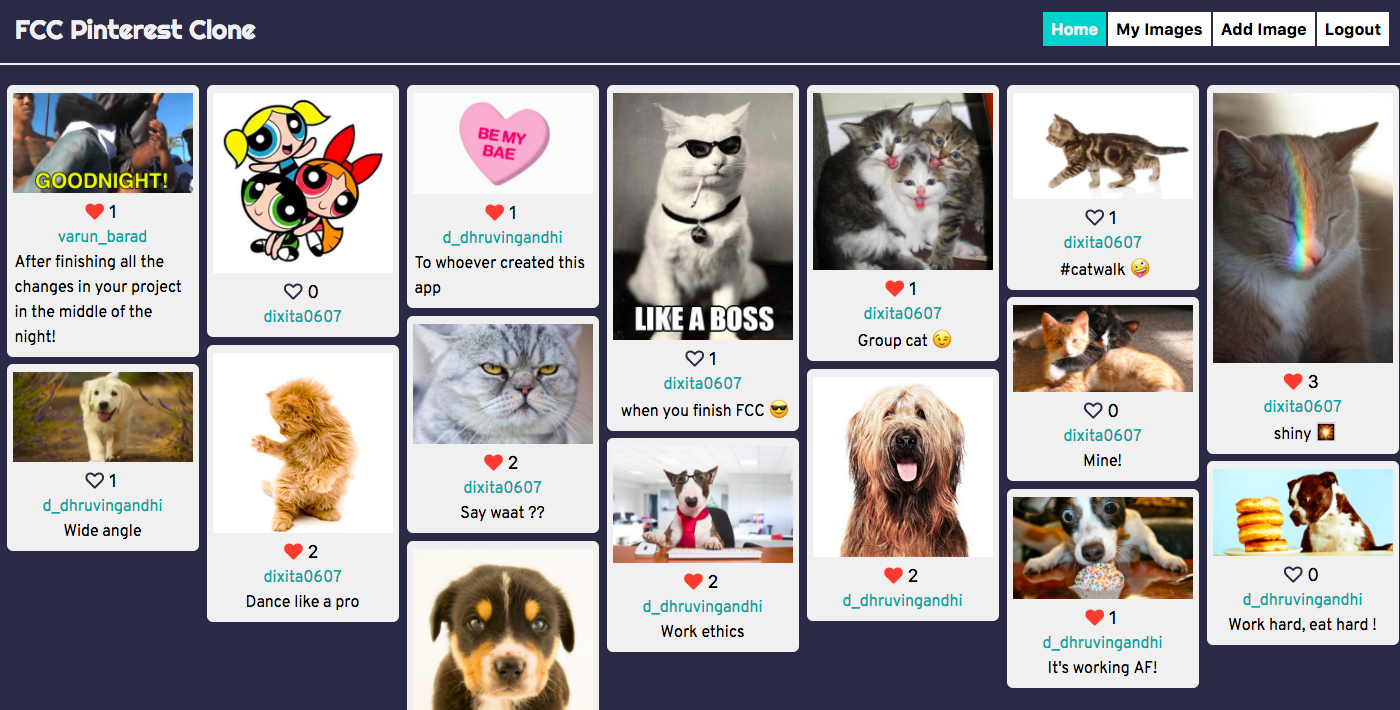 FCC Pinterest Clone
Home
My Images
Add Image
Logout
GOODNIGHT!
1
varun_barad
After finishing all the
changes in your project
in the middle of the
night!
1
d_dhruvingandhi
Wide angle
0
dixita0607
2
dixita0607
Dance like a pro
BE MY
BAE
1
d_dhruvingandhi
To whoever created this
app
2
dixita0607
Say waat ??
LIKE A BOSS
1
dixita0607
when you finish FCC 😎
2
d_dhruvingandhi
Work ethics
1
dixita0607
Group cat 😉
2
d_dhruvingandhi
1
dixita0607
#catwalk 🤪
0
dixita0607
Mine!
1
d_dhruvingandhi
It's working AF!
3
dixita0607
shiny 🎇
0
d_dhruvingandhi
Work hard, eat hard !